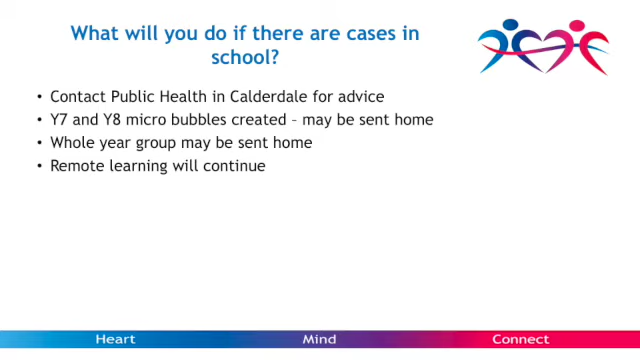 What will you do if there are cases in
school?
• Contact Public Health in Calderdale for advice
• Y7 and Y8 micro bubbles created – may be sent home
• Whole year group may be sent home
• Remote learning will continue
Heart Mind Connect